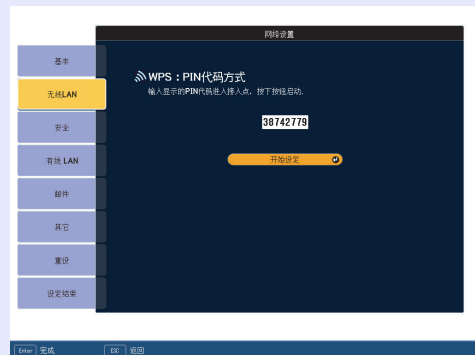 网络设置
基本
无线LAN
安全
有线 LAN
邮件
其它
重设
设定结束
WPS：PIN代码方式
输入显示的PIN代码进入接入点，按下按钮启动。
38742779
开始设定
Enter 完成
ESC 返回